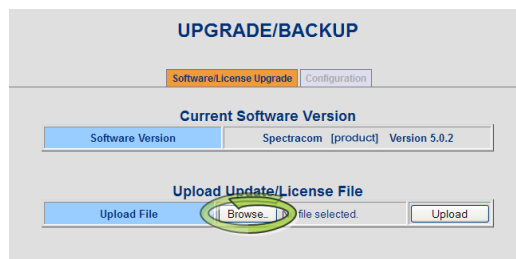 UPGRADE/BACKUP
Software/License Upgrade Configuration
Current Software Version
Software Version Spectracom [product] Version 5.0.2
Upload Update/License File
Upload File Browse... file selected. Upload